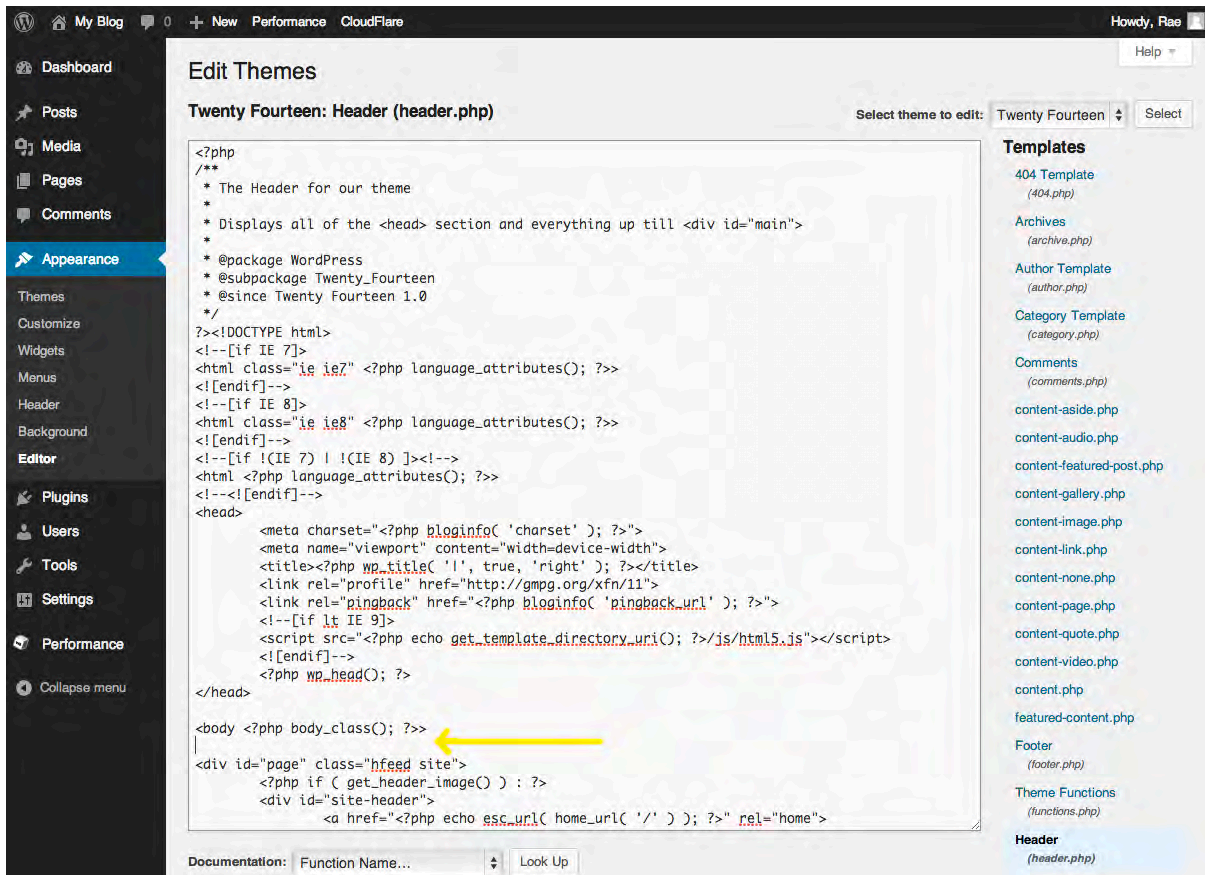 My Blog 0 New Performance CloudFlare Howdy, Rae
Help
Dashboard
Posts
Media
Pages
Comments
Appearance
Themes
Customize
Widgets
Menus
Header
Background
Editor
Plugins
Users
Tools
Settings
Performance
Collapse menu
Edit Themes
Twenty Fourteen: Header (header.php)
Select theme to edit: Twenty Fourteen Select
<?php
/**
 * The Header for our theme
 *
 * Displays all of the <head> section and everything up till <div id="main">
 *
 * @package WordPress
 * @subpackage Twenty_Fourteen
 * @since Twenty Fourteen 1.0
 */
?><!DOCTYPE html>
<!--[if IE 7]>
<html class="ie ie7" <?php language_attributes(); ?>>
<![endif]-->
<!--[if IE 8]>
<html class="ie ie8" <?php language_attributes(); ?>>
<![endif]-->
<!--[if !(IE 7) | !(IE 8) ]><!-->
<html <?php language_attributes(); ?>>
<!--<![endif]-->
<head>
	<meta charset="<?php bloginfo( 'charset' ); ?>">
	<meta name="viewport" content="width=device-width">
	<title><?php wp_title( '|', true, 'right' ); ?></title>
	<link rel="profile" href="http://gmpg.org/xfn/11">
	<link rel="pingback" href="<?php bloginfo( 'pingback_url' ); ?>">
	<!--[if lt IE 9]>
	<script src="<?php echo get_template_directory_uri(); ?>/js/html5.js"></script>
	<![endif]-->
	<?php wp_head(); ?>
</head>
<body <?php body_class(); ?>>
<div id="page" class="hfeed site">
	<?php if ( get_header_image() ) : ?>
	<div id="site-header">
		<a href="<?php echo esc_url( home_url( '/' ) ); ?>" rel="home">
Documentation: Function Name... Look Up
Templates
404 Template
(404.php)
Archives
(archive.php)
Author Template
(author.php)
Category Template
(category.php)
Comments
(comments.php)
content-aside.php
content-audio.php
content-featured-post.php
content-gallery.php
content-image.php
content-link.php
content-none.php
content-page.php
content-quote.php
content-video.php
content.php
featured-content.php
Footer
(footer.php)
Theme Functions
(functions.php)
Header
(header.php)